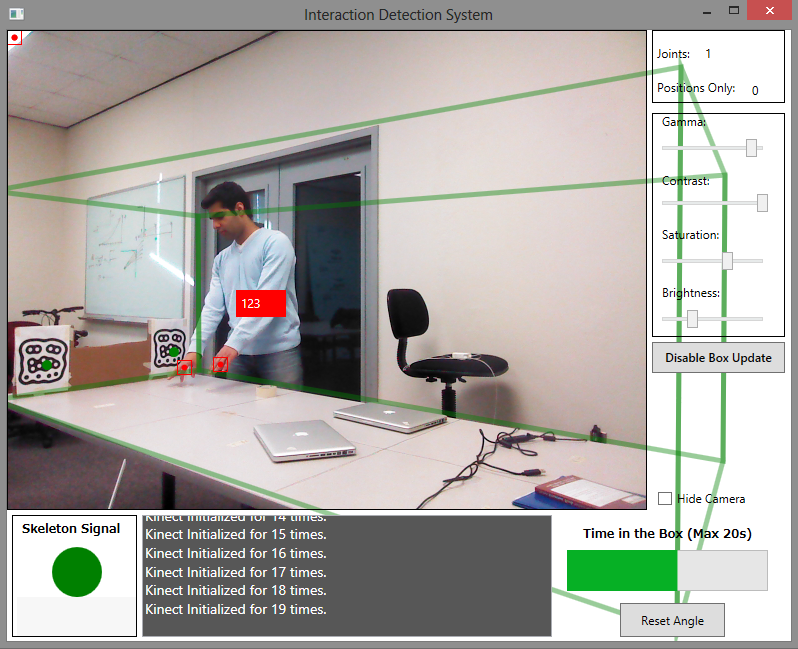 Interaction Detection System
Joints: 1
Positions Only: 0
Gamma:
Contrast:
Saturation:
Brightness:
123
Disable Box Update
Hide Camera
Skeleton Signal
Kinect Initialized for 14 times.
Kinect Initialized for 15 times.
Kinect Initialized for 16 times.
Kinect Initialized for 17 times.
Kinect Initialized for 18 times.
Kinect Initialized for 19 times.
Time in the Box (Max 20s)
Reset Angle